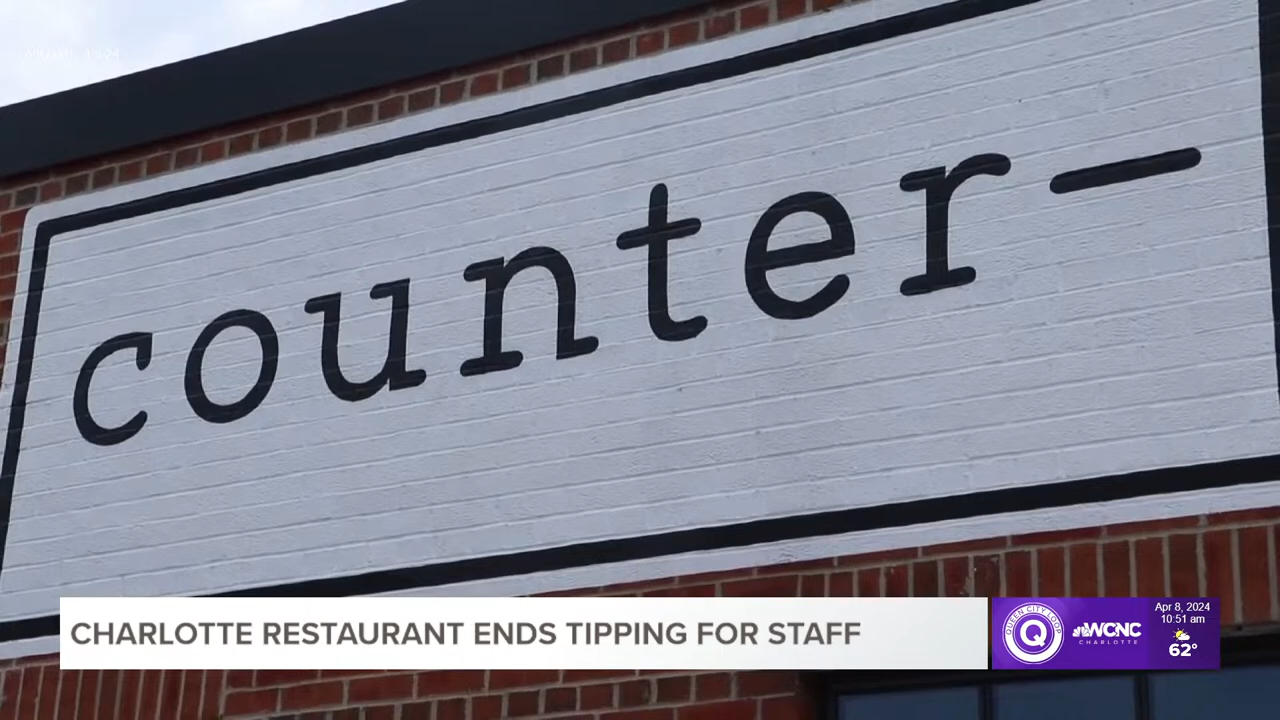 counter-
CHARLOTTE RESTAURANT ENDS TIPPING FOR STAFF
QUEEN CITY LOOP
Q
WCNC
CHARLOTTE
Apr 8, 2024
10:51 am
62°